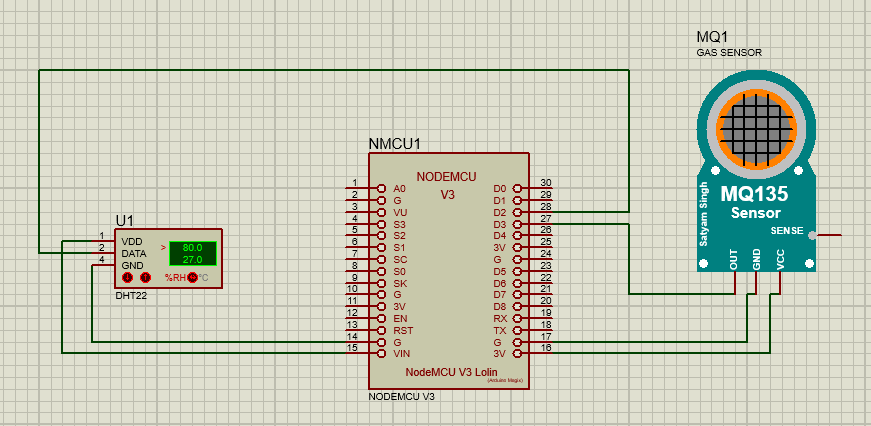 MQ1
GAS SENSOR
MQ135
Sensor
Satyam Singh
SENSE
OUT
GND
VCC
NMCU1
NODEMCU
V3
1 A0
2 G
3 VU
4 S3
5 S2
6 S1
7 SC
8 S0
9 SK
10 G
11 3V
12 EN
13 RST
14 G
15 VIN
D0 30
D1 29
D2 28
D3 27
D4 26
3V 25
G 24
D5 23
D6 22
D7 21
D8 20
RX 19
TX 18
G 17
3V 16
NodeMCU V3 Lolin
(Arduino Magix)
NODEMCU V3
U1
1 VDD
2 DATA
4 GND
> 80.0
27.0
%RH °C
DHT22